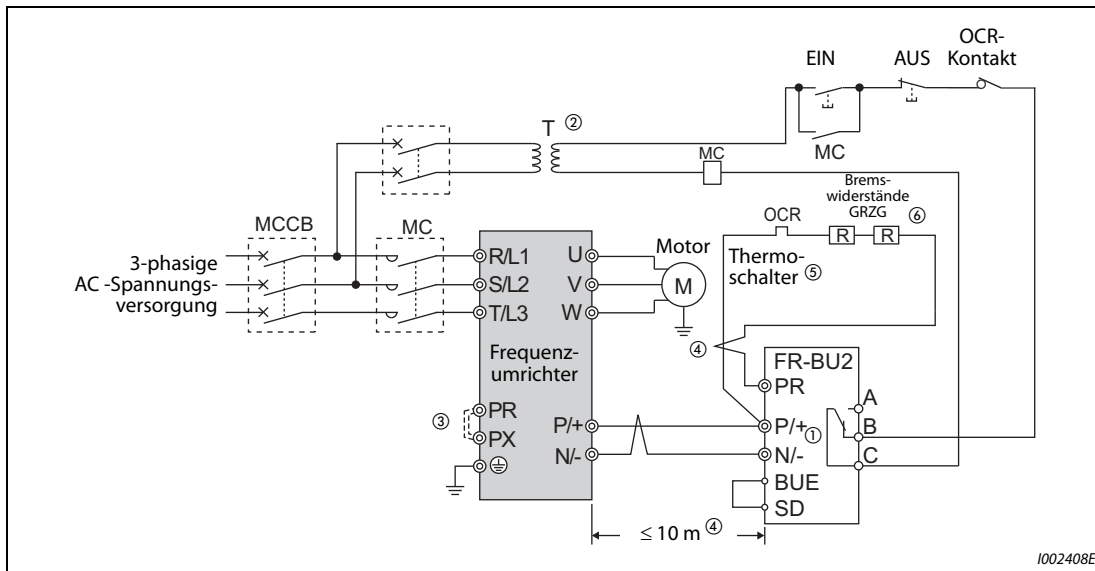 OCR-
Kontakt
EIN
AUS
T ②
MC
MC
Brems-
widerstände
GRZG ⑥
OCR
R
R
MCCB
MC
3-phasige
AC -Spannungs-
versorgung
R/L1
S/L2
T/L3
U
V
W
Motor
M
Thermo-
schalter ⑤
Frequenz-
umrichter
④
FR-BU2
PR
③
PR
PX
P/+
N/-
P/+ ①
N/-
BUE
SD
A
B
C
≤ 10 m ④
I002408E